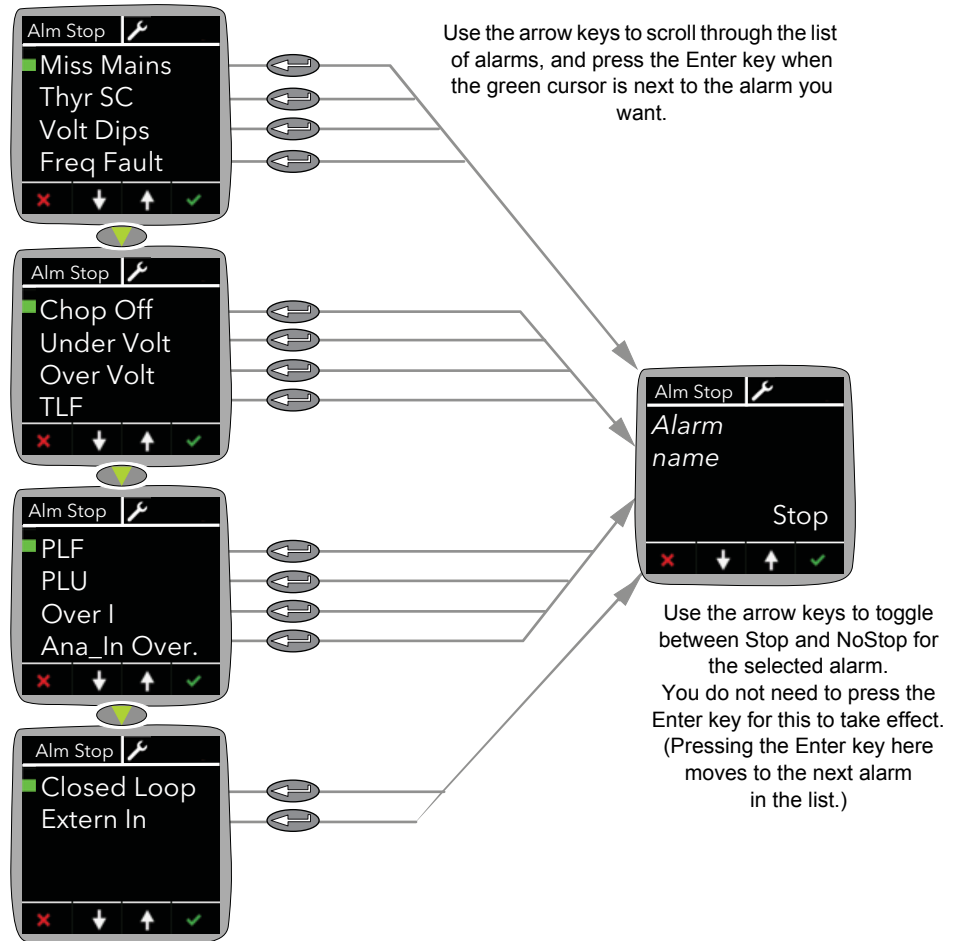 Alm Stop
Miss Mains
Thyr SC
Volt Dips
Freq Fault
Use the arrow keys to scroll through the list
of alarms, and press the Enter key when
the green cursor is next to the alarm you
want.
Alm Stop
Chop Off
Under Volt
Over Volt
TLF
Alm Stop
PLF
PLU
Over I
Ana_In Over.
Alm Stop
Closed Loop
Extern In
Alm Stop
Alarm
name
Stop
Use the arrow keys to toggle
between Stop and NoStop for
the selected alarm.
You do not need to press the
Enter key for this to take effect.
(Pressing the Enter key here
moves to the next alarm
in the list.)